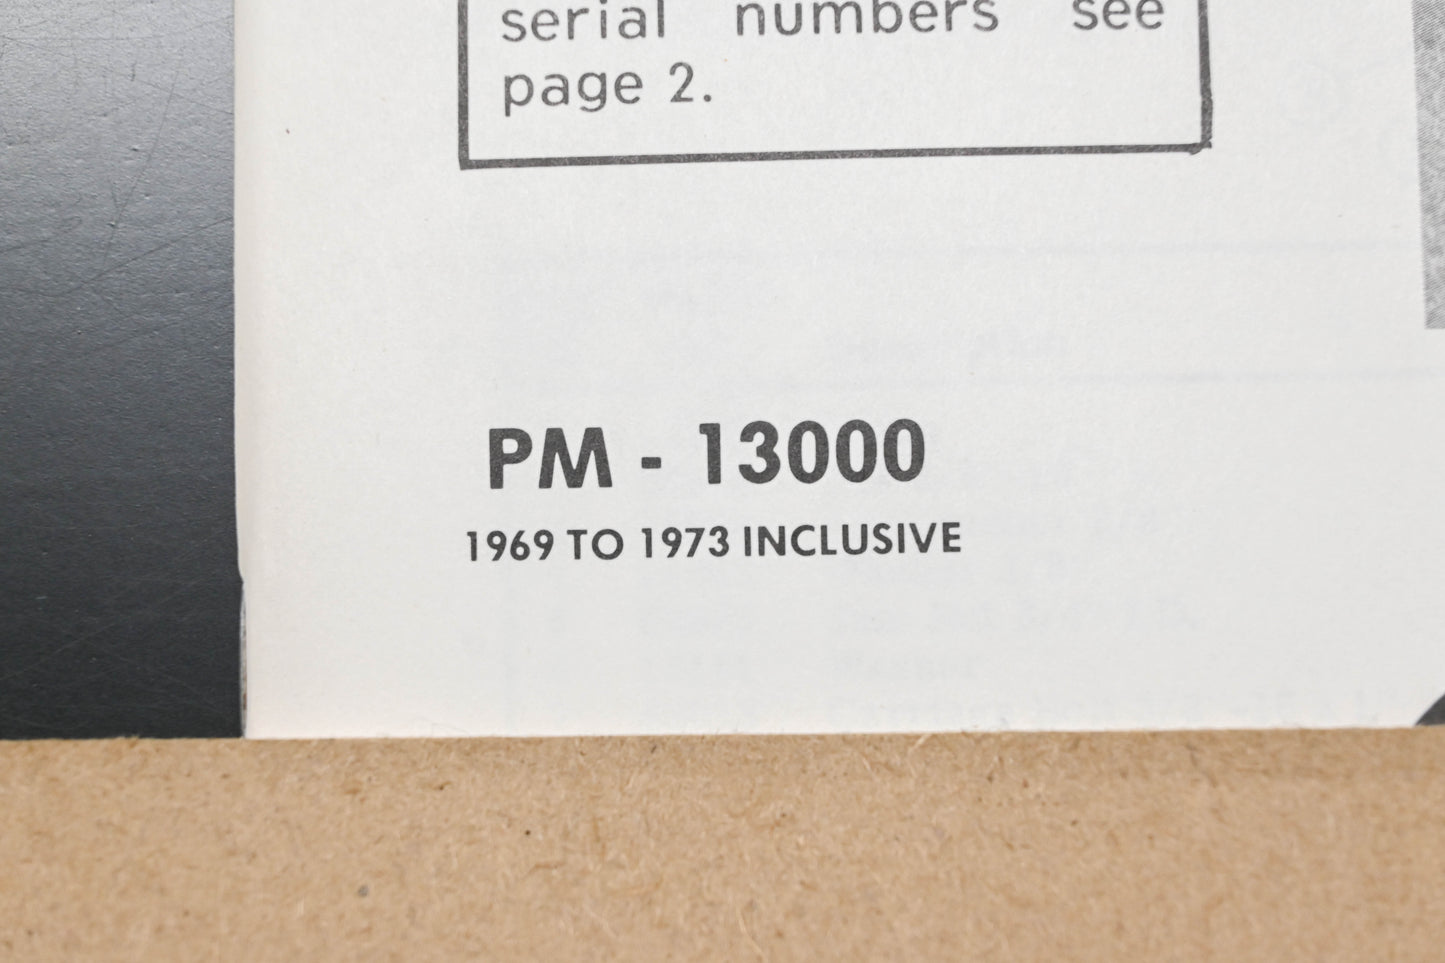 serial numbers see
page 2.
PM - 13000
1969 TO 1973 INCLUSIVE